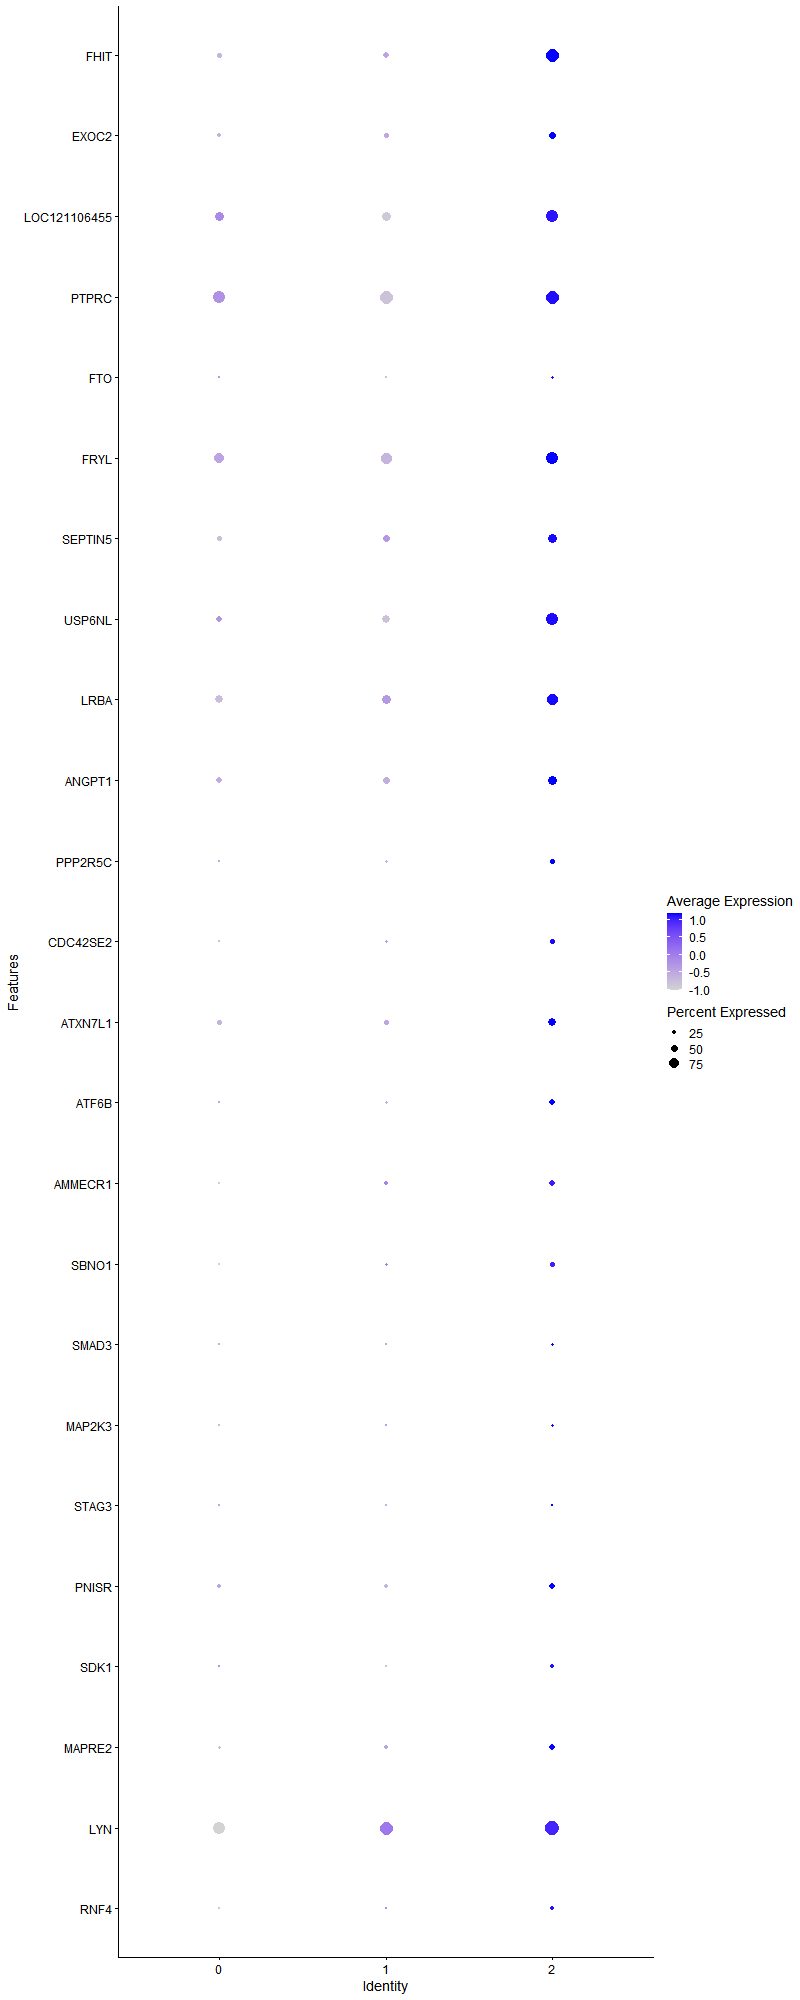 FHIT
EXOC2
LOC121106455
PTPRC
FTO
FRYL
SEPTIN5
USP6NL
LRBA
ANGPT1
PPP2R5C
CDC42SE2
ATXN7L1
ATF6B
AMMECR1
SBNO1
SMAD3
MAP2K3
STAG3
PNISR
SDK1
MAPRE2
LYN
RNF4
Features
0 1 2
Identity
Average Expression
1.0
0.5
0.0
-0.5
-1.0
Percent Expressed
25
50
75